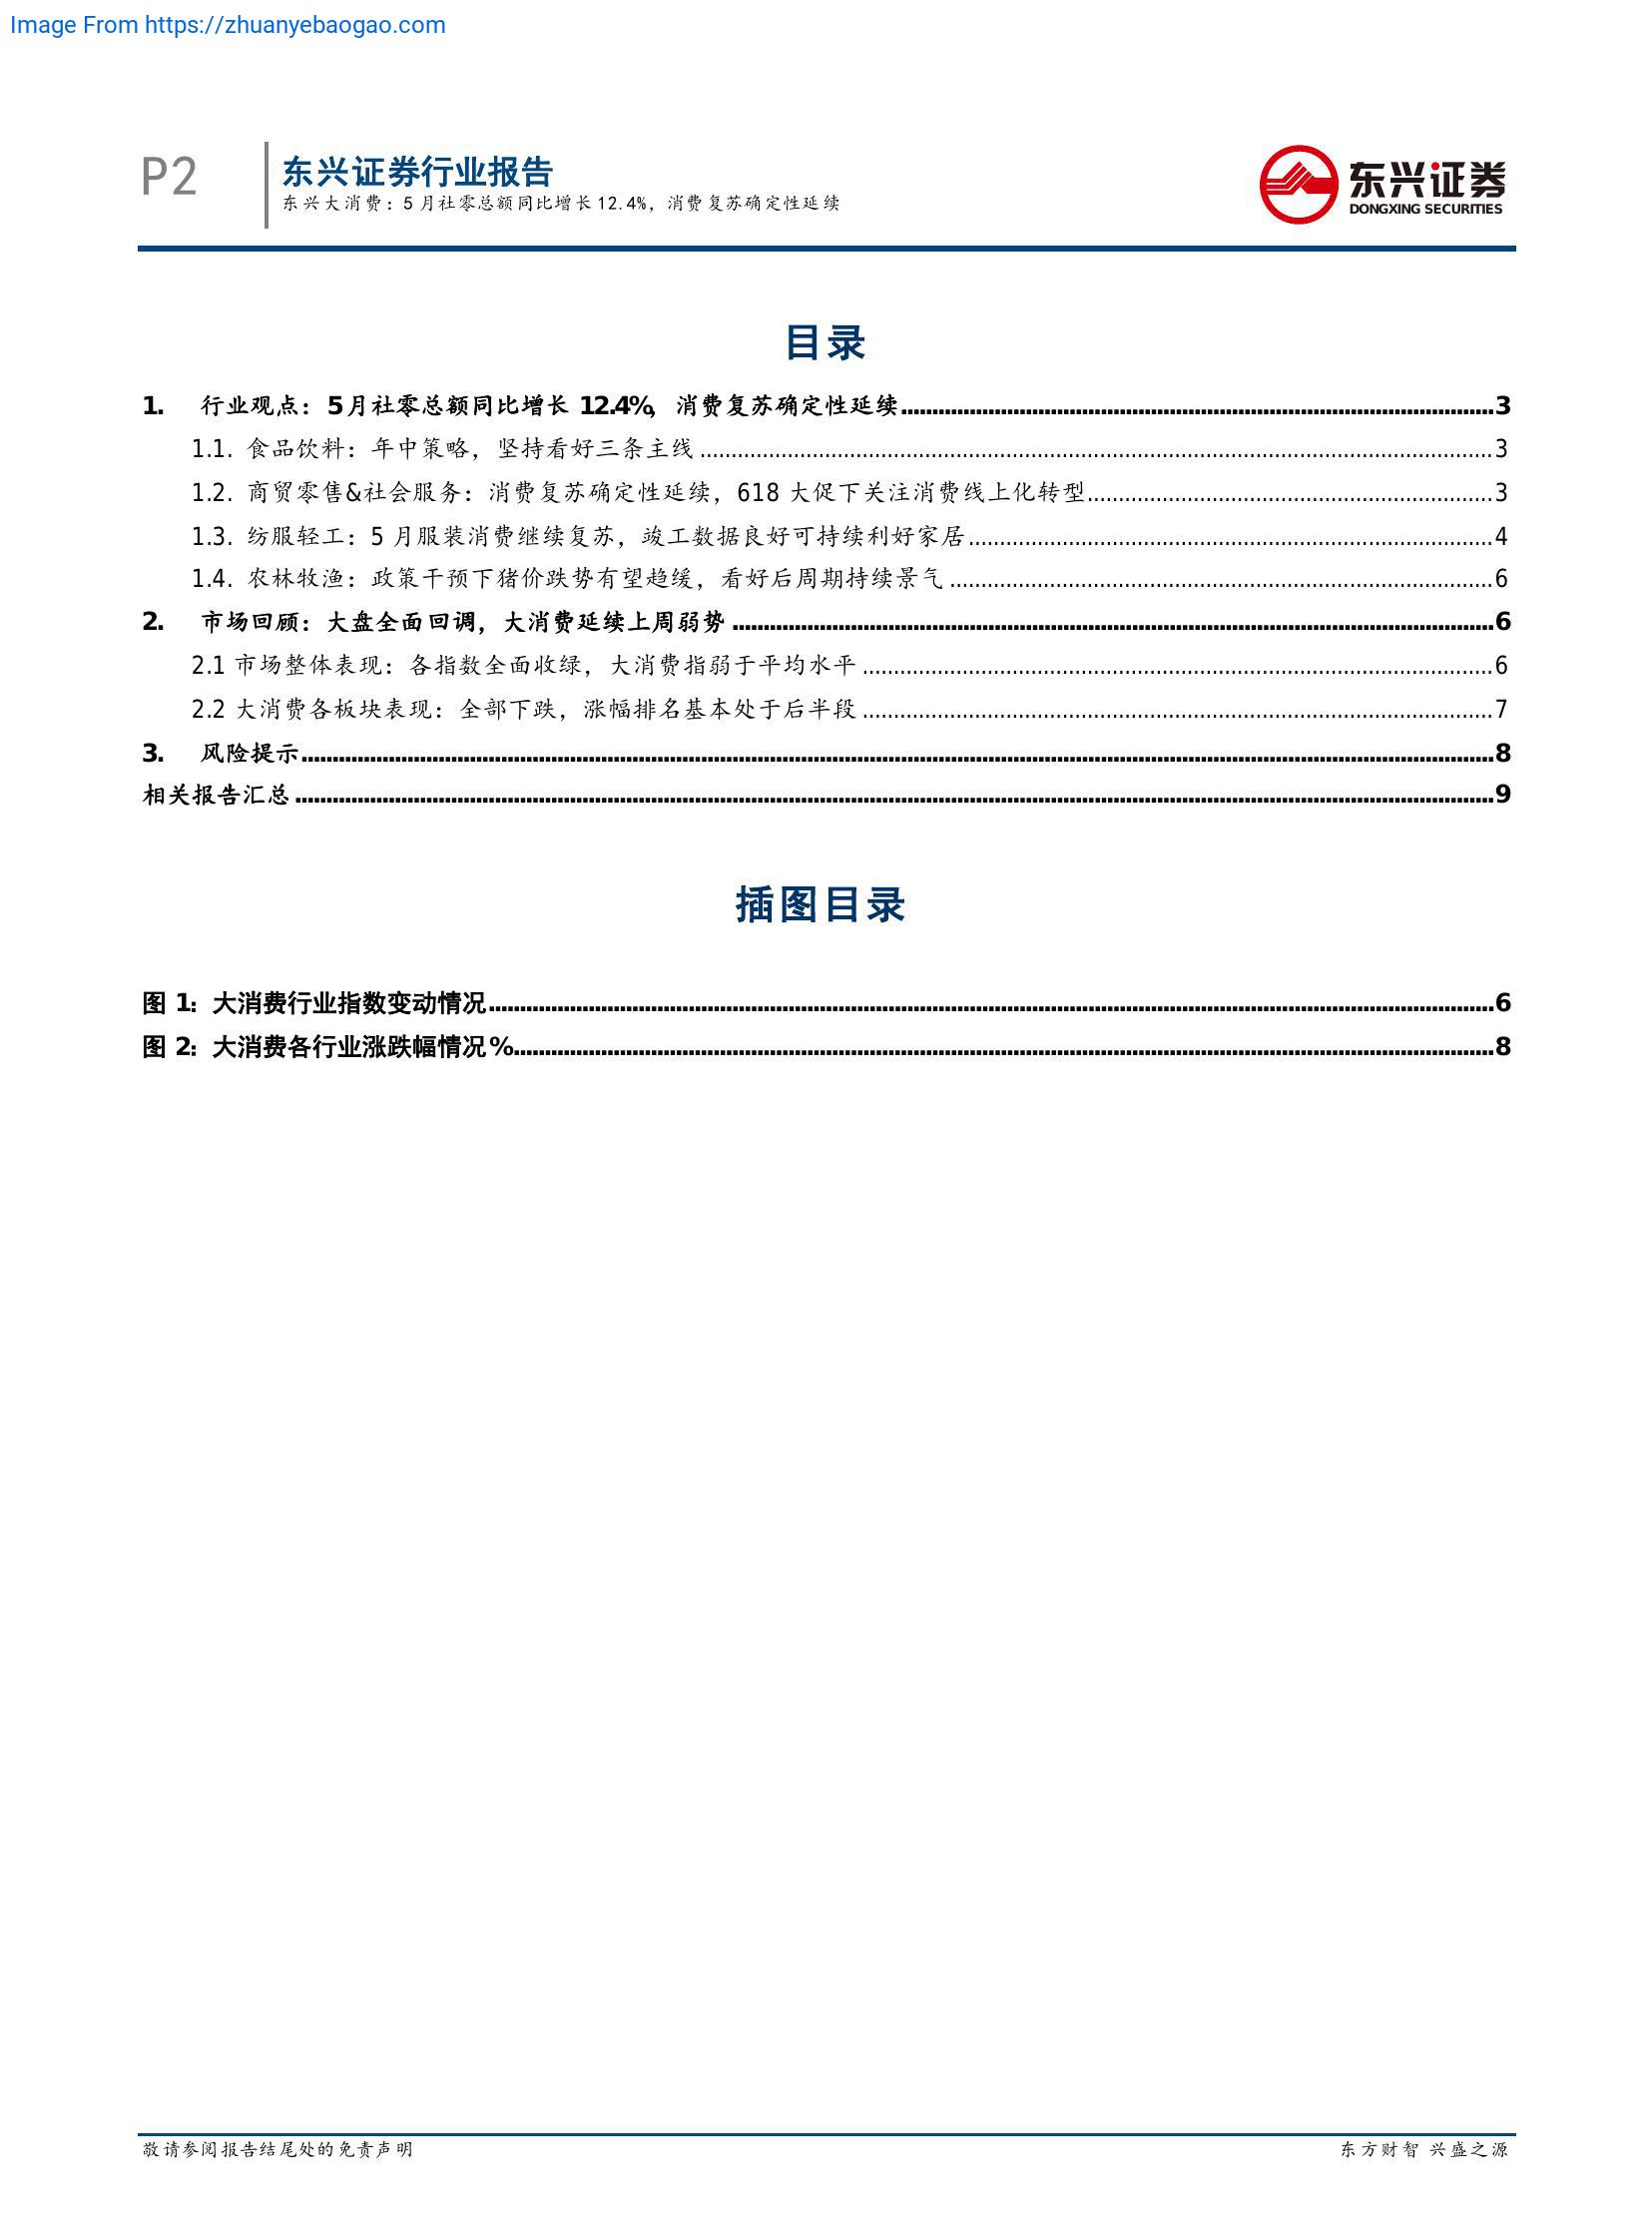 Image From https://zhuanyebaogao.com
P2
东兴证券行业报告
东兴大消费：5 月社零总额同比增长 12.4%，消费复苏确定性延续
东兴证券
DONGXING SECURITIES
目录
1. 行业观点：5月社零总额同比增长 12.4%，消费复苏确定性延续....................3
1.1. 食品饮料：年中策略，坚持看好三条主线....................3
1.2. 商贸零售&社会服务：消费复苏确定性延续，618 大促下关注消费线上化转型....................3
1.3. 纺服轻工：5 月服装消费继续复苏，竣工数据良好可持续利好家居....................4
1.4. 农林牧渔：政策干预下猪价跌势有望趋缓，看好后周期持续景气....................6
2. 市场回顾：大盘全面回调，大消费延续上周弱势....................6
2.1 市场整体表现：各指数全面收绿，大消费指弱于平均水平....................6
2.2 大消费各板块表现：全部下跌，涨幅排名基本处于后半段....................7
3. 风险提示....................8
相关报告汇总....................9
插图目录
图 1：大消费行业指数变动情况....................6
图 2：大消费各行业涨跌幅情况%....................8
敬请参阅报告结尾处的免责声明
东方财智 兴盛之源